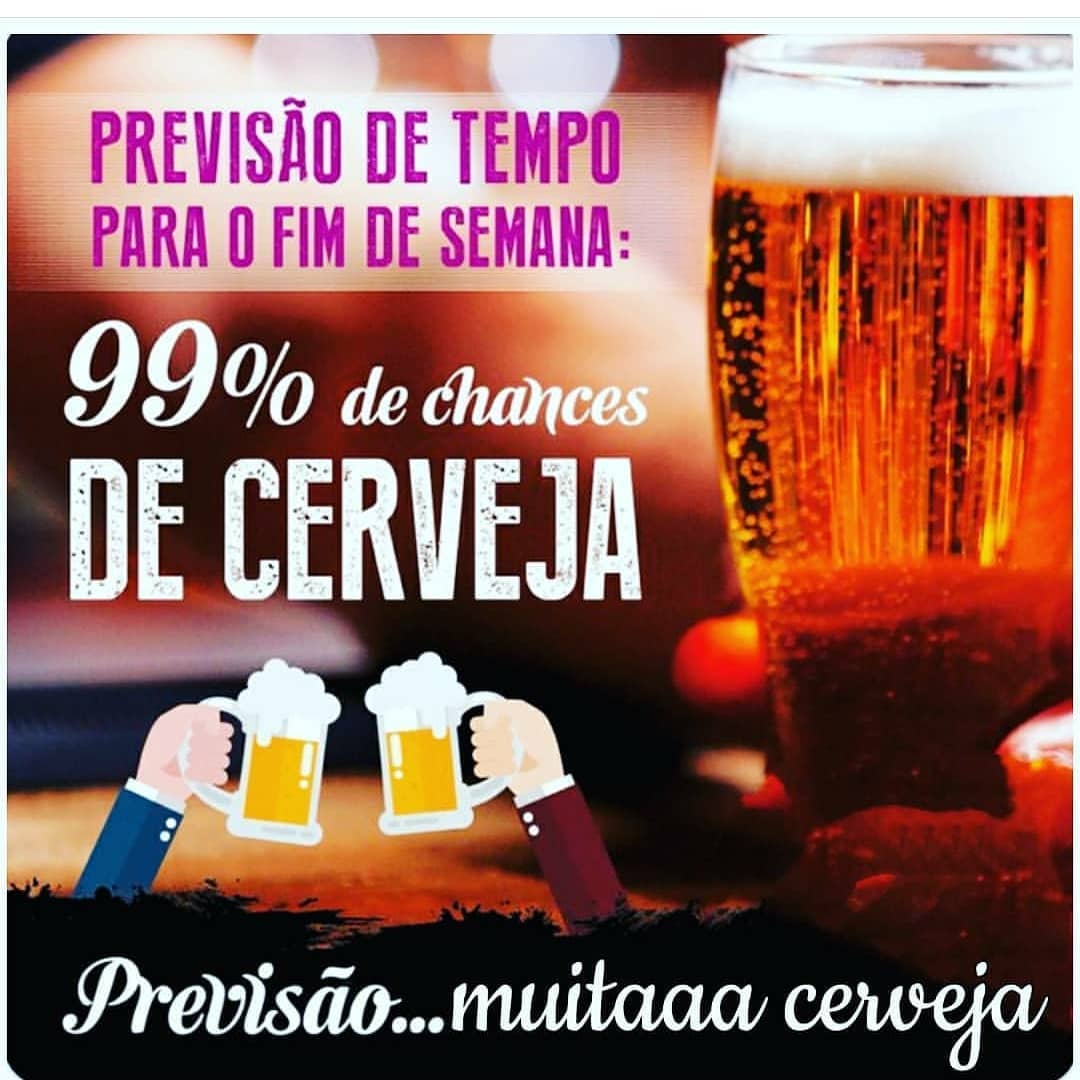 PREVISÃO DE TEMPO
PARA O FIM DE SEMANA:
99% de chances
DE CERVEJA
Previsão...muitaaa cerveja